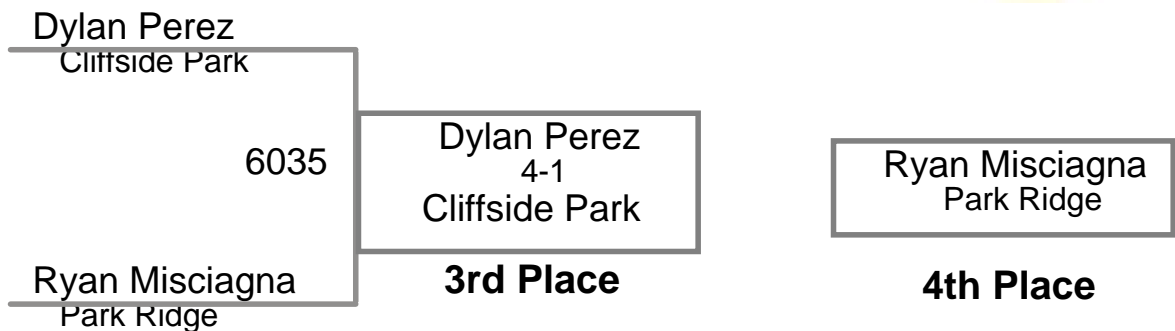 Dylan Perez
Cliffside Park
6035
Dylan Perez
4-1
Cliffside Park
3rd Place
Ryan Misciagna
Park Ridge
4th Place
Ryan Misciagna
Park Ridge